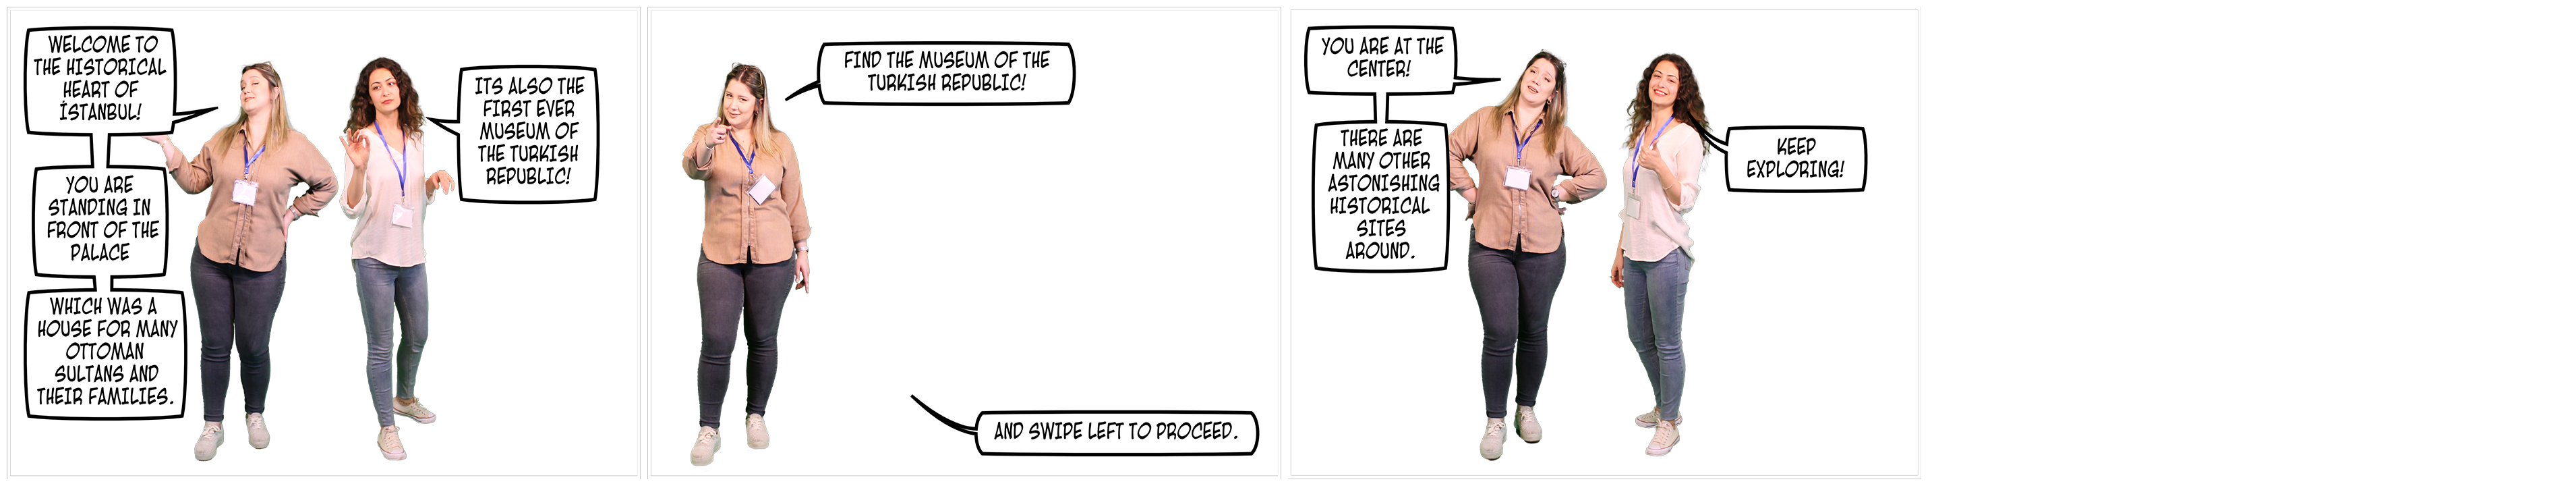 WELCOME TO
THE HISTORICAL
HEART OF
İSTANBUL!
YOU ARE
STANDING IN
FRONT OF THE
PALACE
WHICH WAS A
HOUSE FOR MANY
OTTOMAN
SULTANS AND
THEIR FAMILIES.
ITS ALSO THE
FIRST EVER
MUSEUM OF
THE TURKISH
REPUBLIC!
FIND THE MUSEUM OF THE
TURKISH REPUBLIC!
AND SWIPE LEFT TO PROCEED.
YOU ARE AT THE
CENTER!
THERE ARE
MANY OTHER
ASTONISHING
HISTORICAL
SITES
AROUND.
KEEP
EXPLORING!